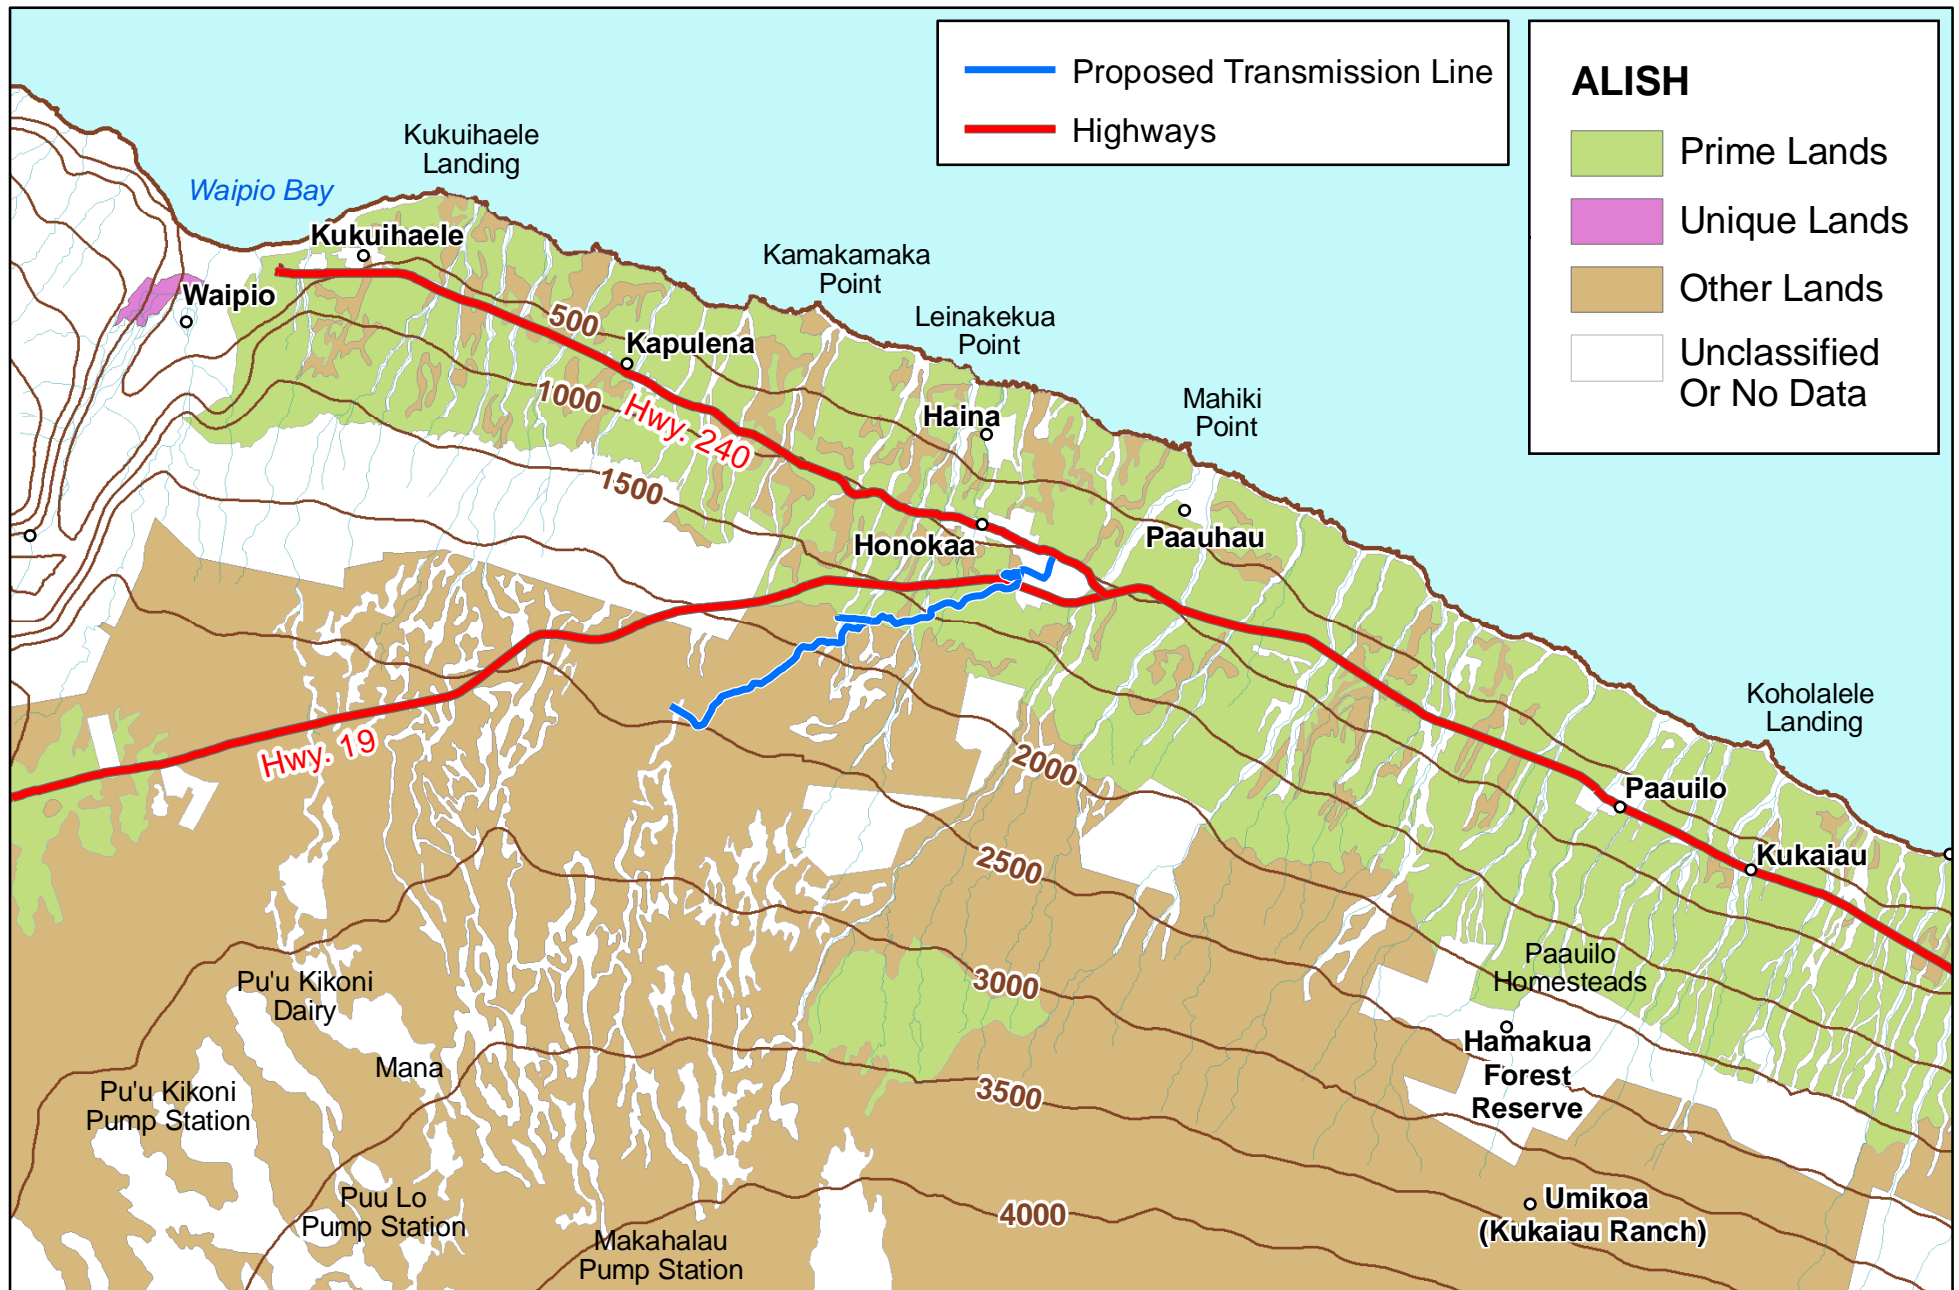 Proposed Transmission Line
Highways
ALISH
Prime Lands
Unique Lands
Other Lands
Unclassified
Or No Data
Kukuihaele
Landing
Waipio Bay
Kukuihaele
Waipio
Kamakamaka
Point
500
Kapulena
Leinakekua
Point
1000
Hwy. 240
Haina
Mahiki
Point
1500
Honokaa
Paauhau
Hwy. 19
Koholalele
Landing
2000
Paauilo
2500
Kukaiau
Pu'u Kikoni
Dairy
3000
Paauilo
Homesteads
Mana
Hamakua
Forest
Reserve
Pu'u Kikoni
Pump Station
3500
Puu Lo
Pump Station
4000
Umikoa
(Kukaiau Ranch)
Makahalau
Pump Station